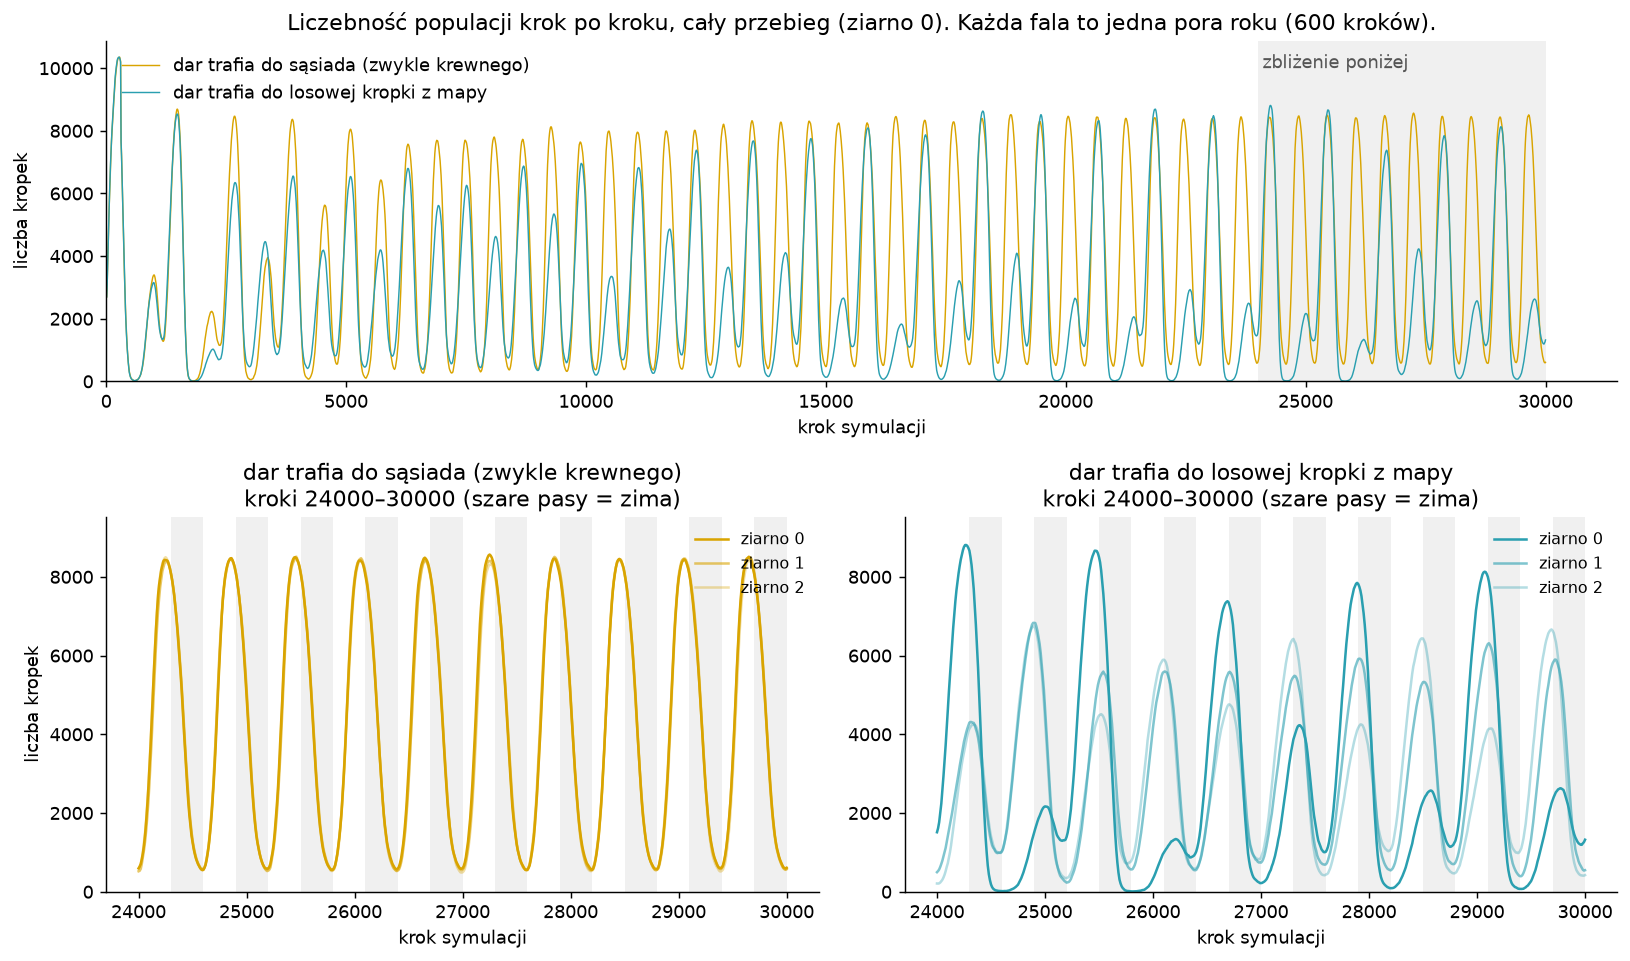 Liczebność populacji krok po kroku, cały przebieg (ziarno 0). Każda fala to jedna pora roku (600 kroków).
dar trafia do sąsiada (zwykle krewnego)
dar trafia do losowej kropki z mapy
zbliżenie poniżej
liczba kropek
10000
8000
6000
4000
2000
0
0 5000 10000 15000 20000 25000 30000
krok symulacji
dar trafia do sąsiada (zwykle krewnego)
kroki 24000–30000 (szare pasy = zima)
ziarno 0
ziarno 1
ziarno 2
liczba kropek
8000
6000
4000
2000
0
24000 25000 26000 27000 28000 29000 30000
krok symulacji
dar trafia do losowej kropki z mapy
kroki 24000–30000 (szare pasy = zima)
ziarno 0
ziarno 1
ziarno 2
8000
6000
4000
2000
0
24000 25000 26000 27000 28000 29000 30000
krok symulacji